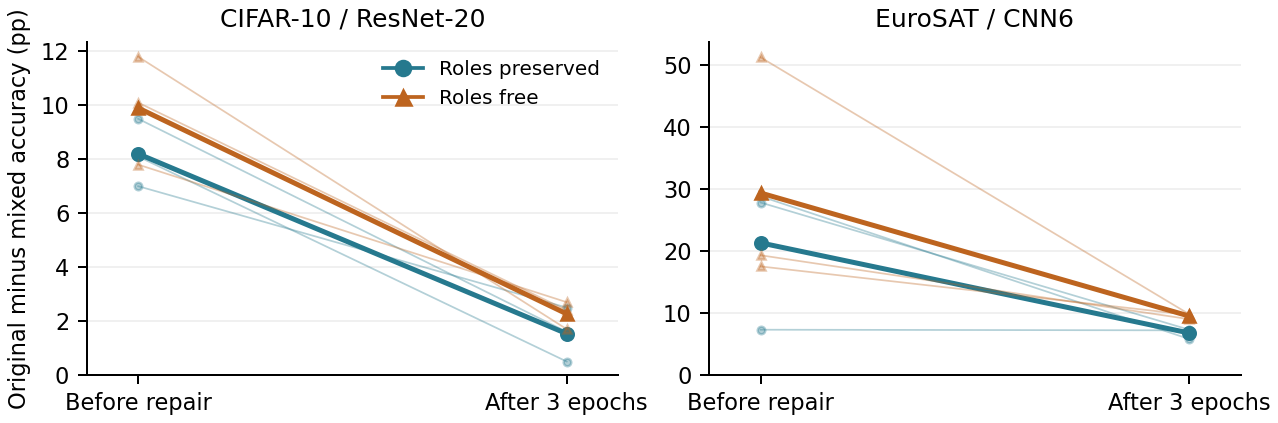 CIFAR-10 / ResNet-20
Original minus mixed accuracy (pp)
12
10
8
6
4
2
0
Roles preserved
Roles free
Before repair
After 3 epochs
EuroSAT / CNN6
50
40
30
20
10
0
Before repair
After 3 epochs